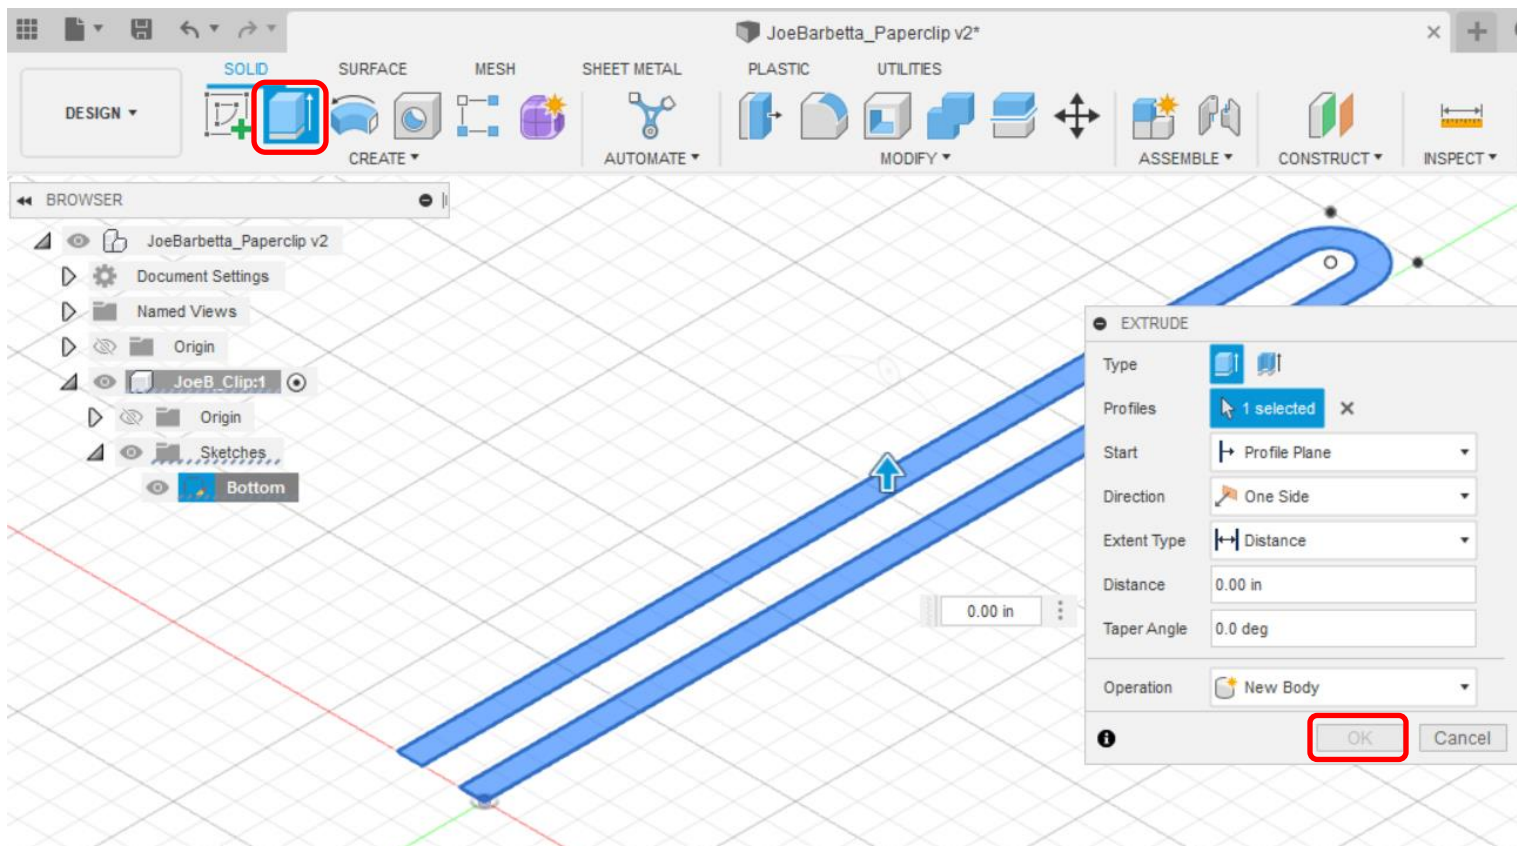 JoeBarbetta_Paperclip v2*
SOLID SURFACE MESH SHEET METAL PLASTIC UTILITIES
DESIGN
CREATE AUTOMATE MODIFY ASSEMBLE CONSTRUCT INSPECT
BROWSER
JoeBarbetta_Paperclip v2
Document Settings
Named Views
Origin
JoeB_Clip:1
Origin
Sketches
Bottom
0.00 in
EXTRUDE
Type
Profiles 1 selected
Start Profile Plane
Direction One Side
Extent Type Distance
Distance 0.00 in
Taper Angle 0.0 deg
Operation New Body
OK Cancel